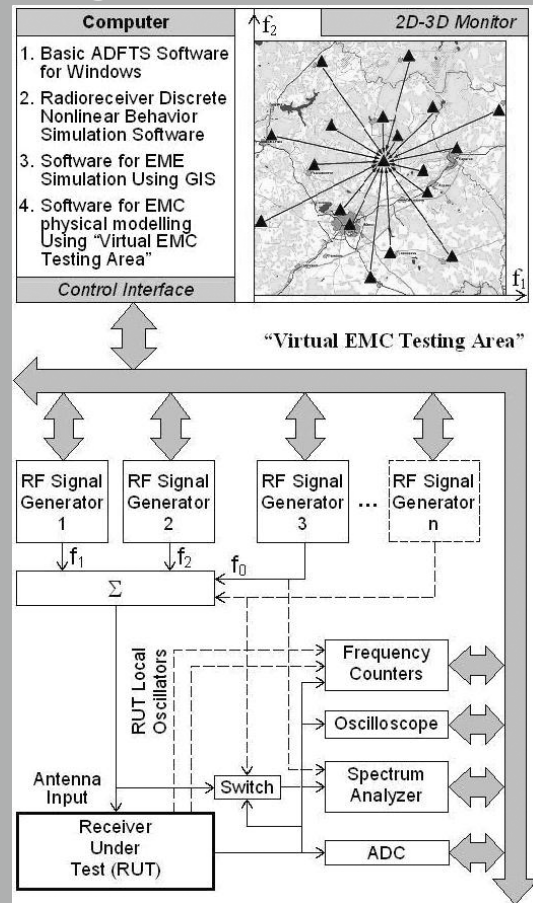 Computer
1. Basic ADFTS Software
for Windows
2. Radioreceiver Discrete
Nonlinear Behavior
Simulation Software
3. Software for EME
Simulation Using GIS
4. Software for EMC
physical modelling
Using “Virtual EMC
Testing Area”
Control Interface
f2
2D-3D Monitor
f1
“Virtual EMC Testing Area”
RF Signal
Generator
1
RF Signal
Generator
2
RF Signal
Generator
3
...
RF Signal
Generator
n
f1
f2
f0
Σ
RUT Local
Oscillators
Frequency
Counters
Oscilloscope
Antenna
Input
Switch
Spectrum
Analyzer
Receiver
Under
Test (RUT)
ADC